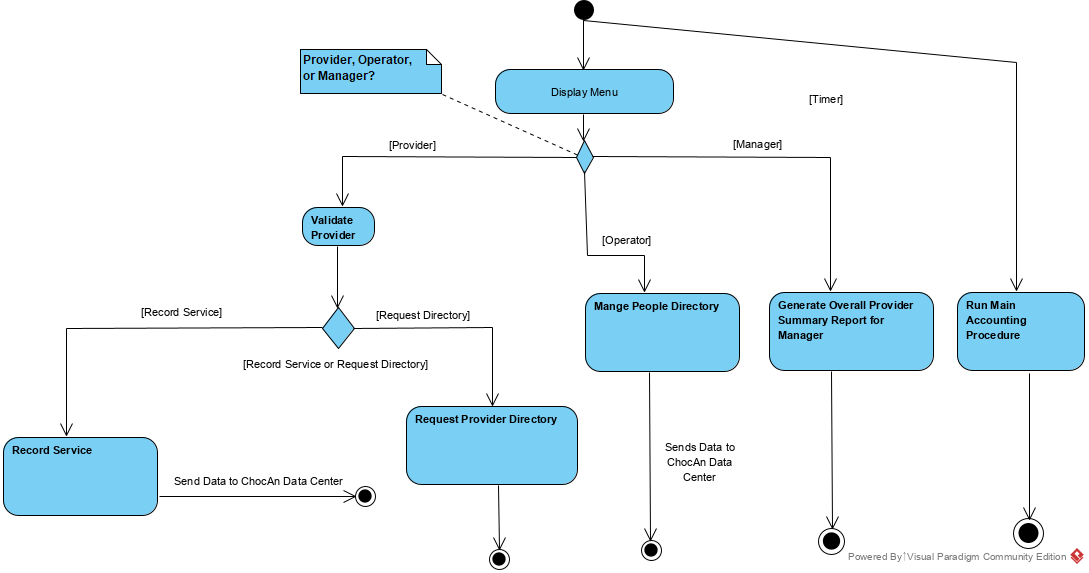 Provider, Operator,
or Manager?
Display Menu
[Timer]
[Provider]
[Manager]
Validate
Provider
[Operator]
Mange People Directory
Generate Overall Provider
Summary Report for
Manager
Run Main
Accounting
Procedure
[Record Service]
[Request Directory]
[Record Service or Request Directory]
Request Provider Directory
Record Service
Send Data to ChocAn Data Center
Sends Data to
ChocAn Data
Center
Powered By Visual Paradigm Community Edition